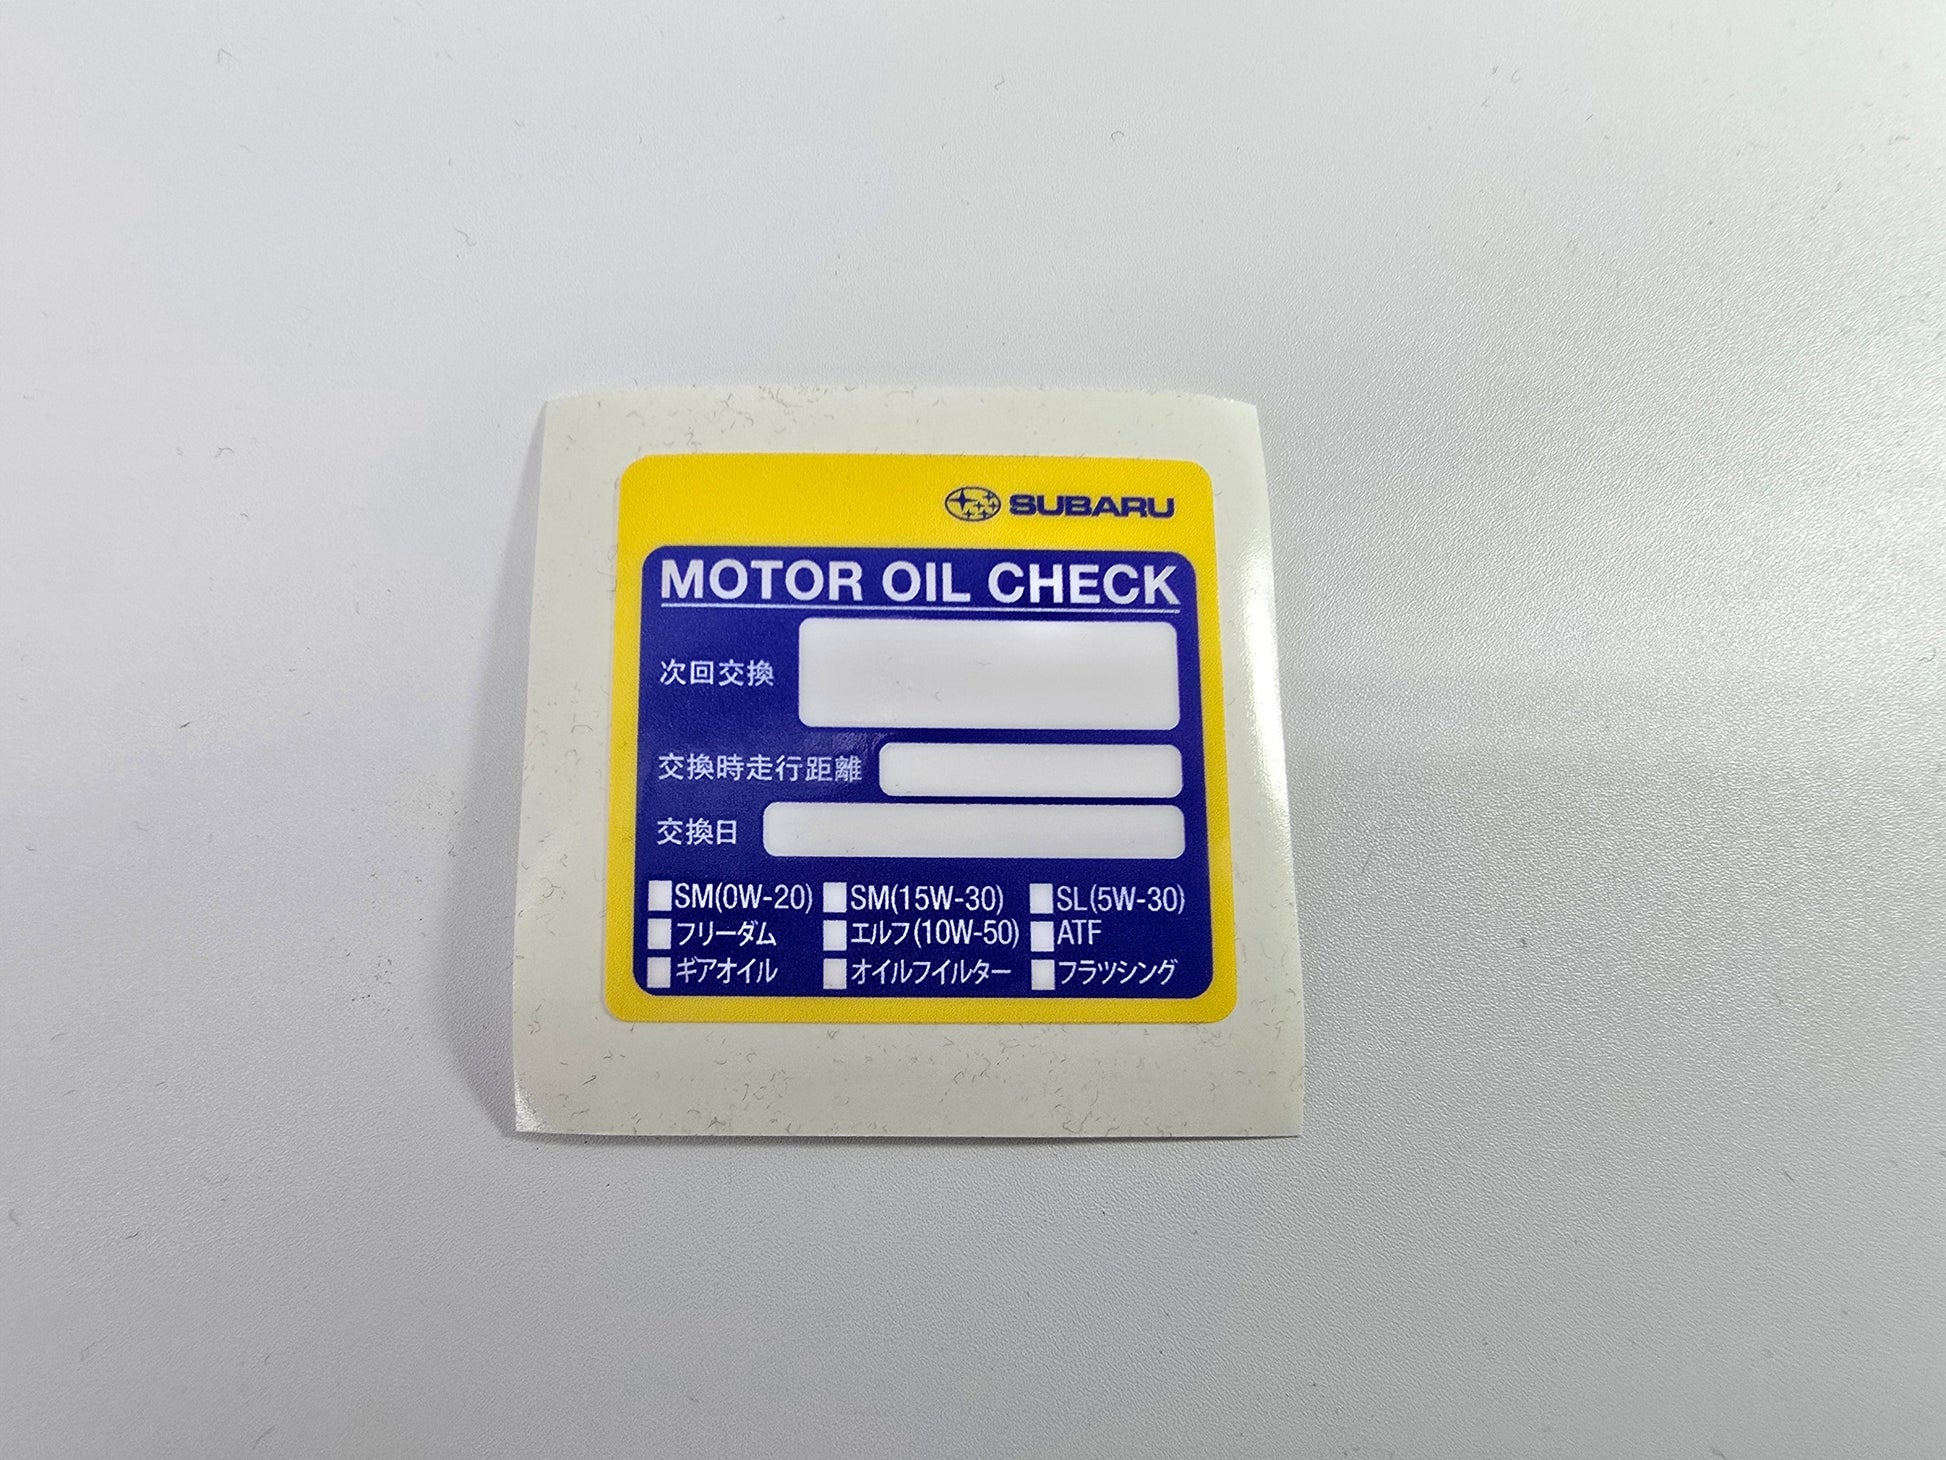 SUBARU
MOTOR OIL CHECK
次回交換
交換時走行距離
交換日
SM(0W-20) SM(15W-30) SL(5W-30)
フリーダム エルフ(10W-50) ATF
ギアオイル オイルフイルター フラツシング